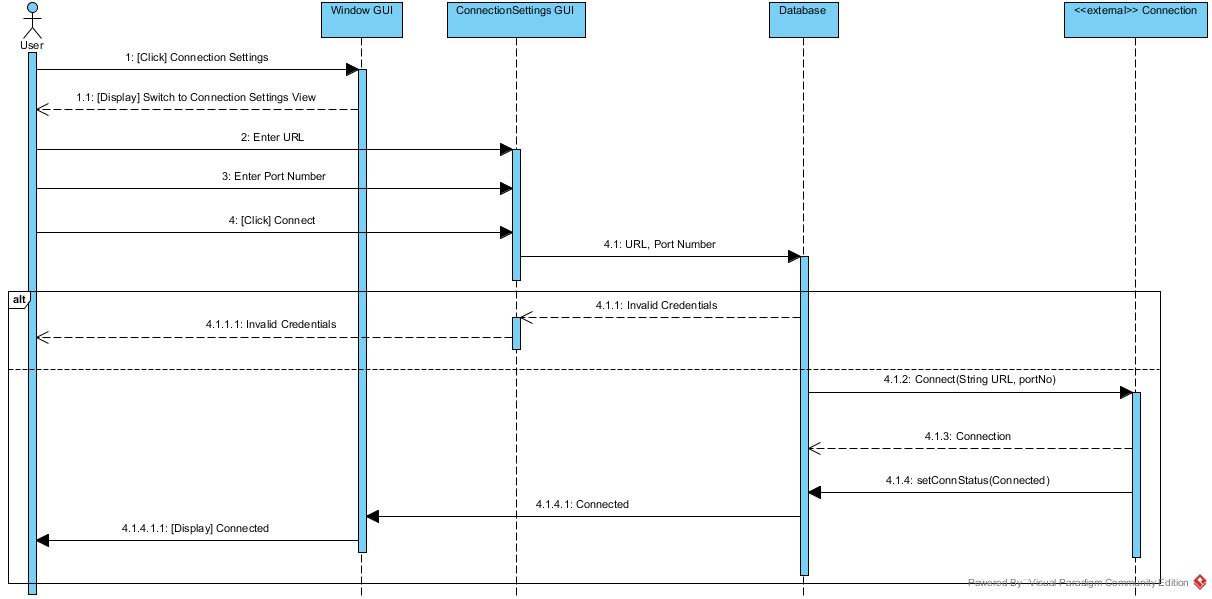 Window GUI
ConnectionSettings GUI
Database
<<external>> Connection
User
1: [Click] Connection Settings
1.1: [Display] Switch to Connection Settings View
2: Enter URL
3: Enter Port Number
4: [Click] Connect
4.1: URL, Port Number
alt
4.1.1: Invalid Credentials
4.1.1.1: Invalid Credentials
4.1.2: Connect(String URL, portNo)
4.1.3: Connection
4.1.4: setConnStatus(Connected)
4.1.4.1: Connected
4.1.4.1.1: [Display] Connected
Powered By Visual Paradigm Community Edition